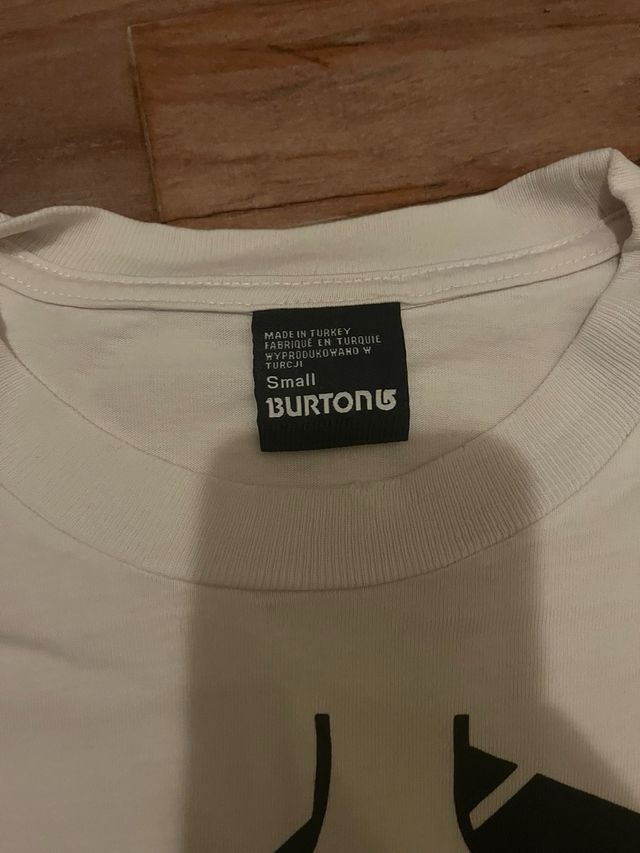 MADE IN TURKEY
FABRIQUÉ EN TURQUIE
WYPRODUKOWANO W
TURCJI
Small
BURTON